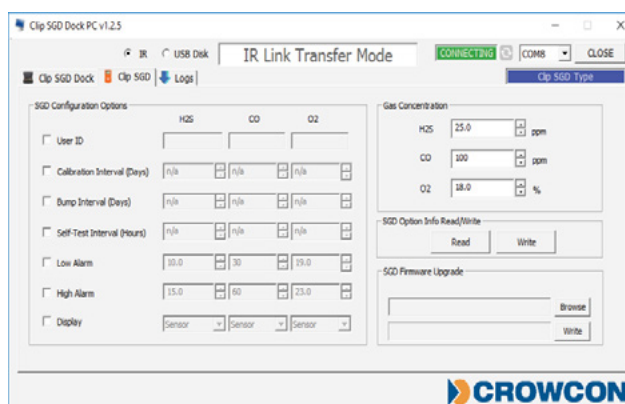 Clip SGD Dock PC v1.2.5
IR USB Disk IR Link Transfer Mode CONNECTING COM8 CLOSE
Clip SGD Dock Clip SGD Logs Clip SGD Type
SGD Configuration Options
H2S CO O2
User ID
Calibration Interval (Days) n/a n/a n/a
Bump Interval (Days) n/a n/a n/a
Self-Test Interval (Hours) n/a n/a n/a
Low Alarm 10.0 30 19.0
High Alarm 15.0 60 23.0
Display Sensor Sensor Sensor
Gas Concentration
H2S 25.0 ppm
CO 100 ppm
O2 18.0 %
SGD Option Info Read/Write
Read Write
SGD Firmware Upgrade
Browse
Write
CROWCON